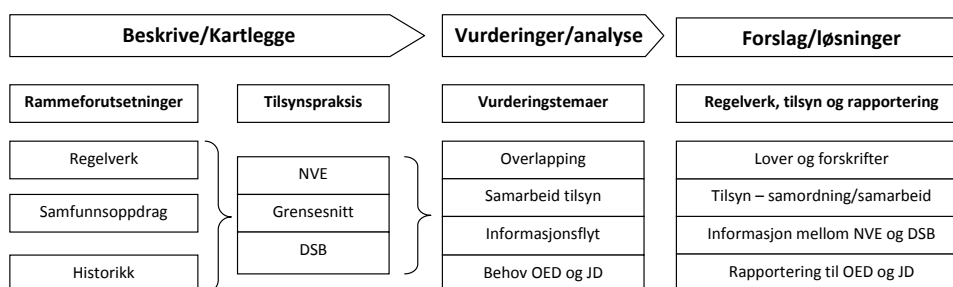 Beskrive/Kartlegge
Vurderinger/analyse
Forslag/løsninger
Rammeforutsetninger
Tilsynspraksis
Vurderingstemaer
Regelverk, tilsyn og rapportering
Regelverk
Samfunnsoppdrag
Historikk
NVE
Grensesnitt
DSB
Overlapping
Samarbeid tilsyn
Informasjonsflyt
Behov OED og JD
Lover og forskrifter
Tilsyn – samordning/samarbeid
Informasjon mellom NVE og DSB
Rapportering til OED og JD